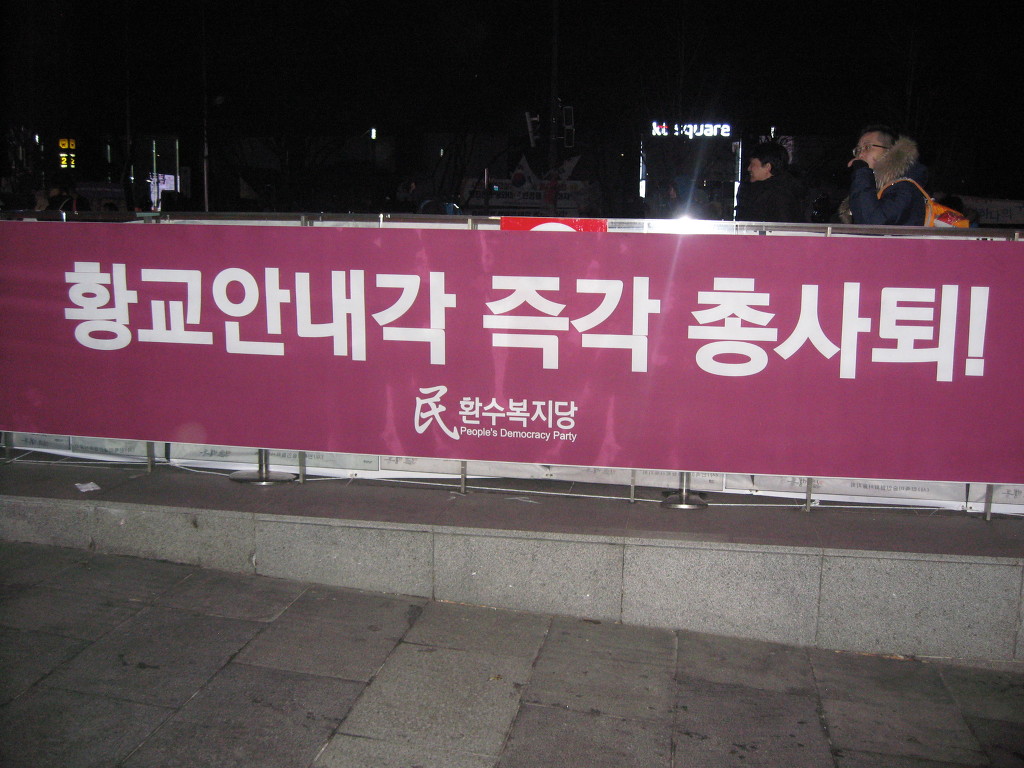 kt square
황교안내각 즉각 총사퇴!
民 환수복지당
People's Democracy Party